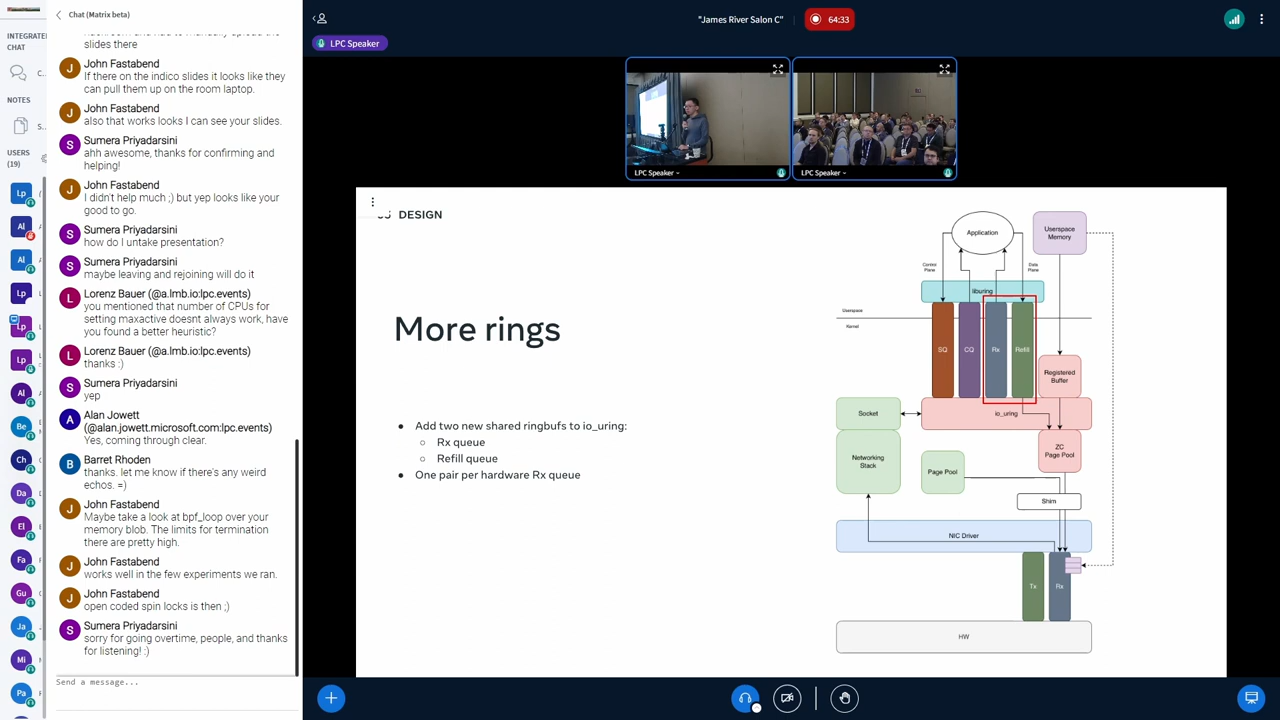 Chat (Matrix beta)
INTEGRATE
CHAT
NOTES
USERS
(19)
slides there
John Fastabend
If there on the indico slides it looks like they
can pull them up on the room laptop.
John Fastabend
also that works looks I can see your slides.
Sumera Priyadarsini
ahh awesome, thanks for confirming and
helping!
John Fastabend
I didn't help much ;) but yep looks like your
good to go.
Sumera Priyadarsini
how do I untake presentation?
Sumera Priyadarsini
maybe leaving and rejoining will do it
Lorenz Bauer (@a.lmb.io:lpc.events)
you mentioned that number of CPUs for
setting maxactive doesnt always work, have
you found a better heuristic?
Lorenz Bauer (@a.lmb.io:lpc.events)
thanks :)
Sumera Priyadarsini
yep
Alan Jowett
(@alan.jowett.microsoft.com:lpc.events)
Yes, coming through clear.
Barret Rhoden
thanks. let me know if there's any weird
echos. =)
John Fastabend
Maybe take a look at bpf_loop over your
memory blob. The limits for termination
there are pretty high.
John Fastabend
works well in the few experiments we ran.
John Fastabend
open coded spin locks is then ;)
Sumera Priyadarsini
sorry for going overtime, people, and thanks
for listening! :)
Send a message...
"James River Salon C"
64:33
LPC Speaker
LPC Speaker
LPC Speaker
DESIGN
More rings
• Add two new shared ringbufs to io_uring:
○ Rx queue
○ Refill queue
• One pair per hardware Rx queue
Application
Userspace
Memory
Control
Plane
Data
Plane
liburing
Userspace
Kernel
SQ
CQ
Rx
Refill
Registered
Buffer
Socket
io_uring
Networking
Stack
Page Pool
ZC
Page Pool
Shim
NIC Driver
Tx
Rx
HW